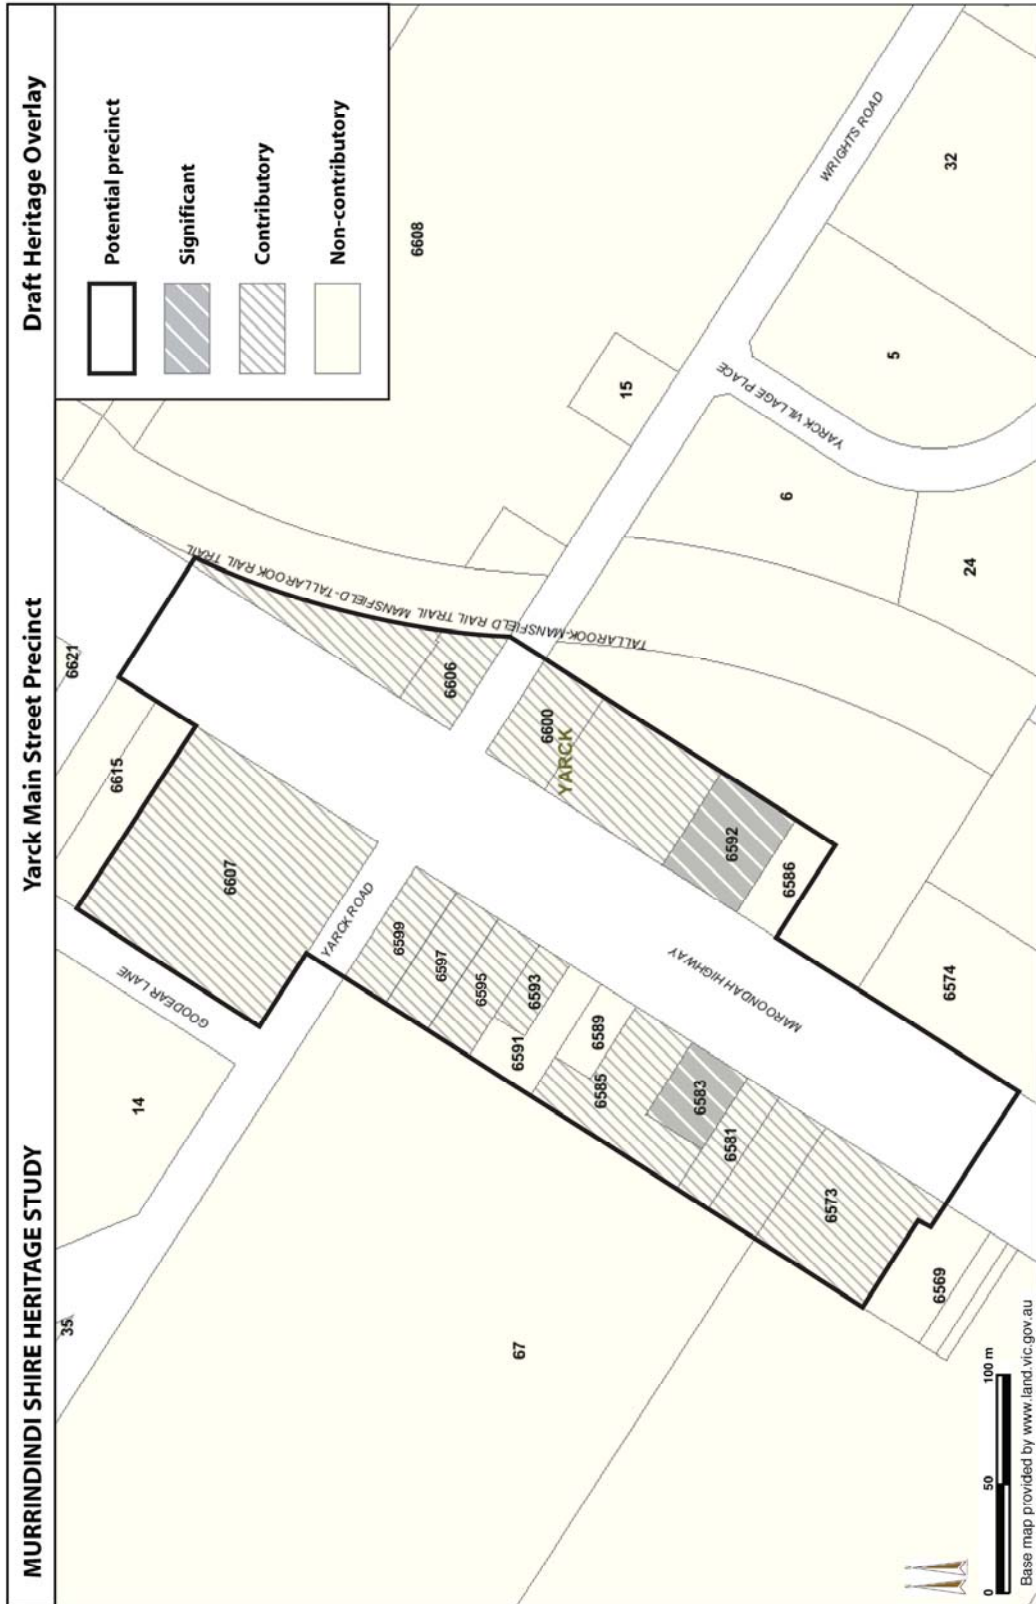 MURRINDINDI SHIRE HERITAGE STUDY
Yarck Main Street Precinct
Draft Heritage Overlay
Potential precinct
Significant
Contributory
Non-contributory
35
14
GOODEAR LANE
6615
6621
6607
YARCK ROAD
6608
TALLAROOK-MANSFIELD RAIL TRAIL MANSFIELD-TALLAROOK RAIL TRAIL
6606
15
WRIGHTS ROAD
32
6600
YARCK
6599
6597
6595
6593
6591
6589
6585
6583
6581
6573
6569
67
6592
6586
MAROONDAH HIGHWAY
6574
6
24
YARCK VILLAGE PLACE
5
0
50
100 m
Base map provided by www.land.vic.gov.au